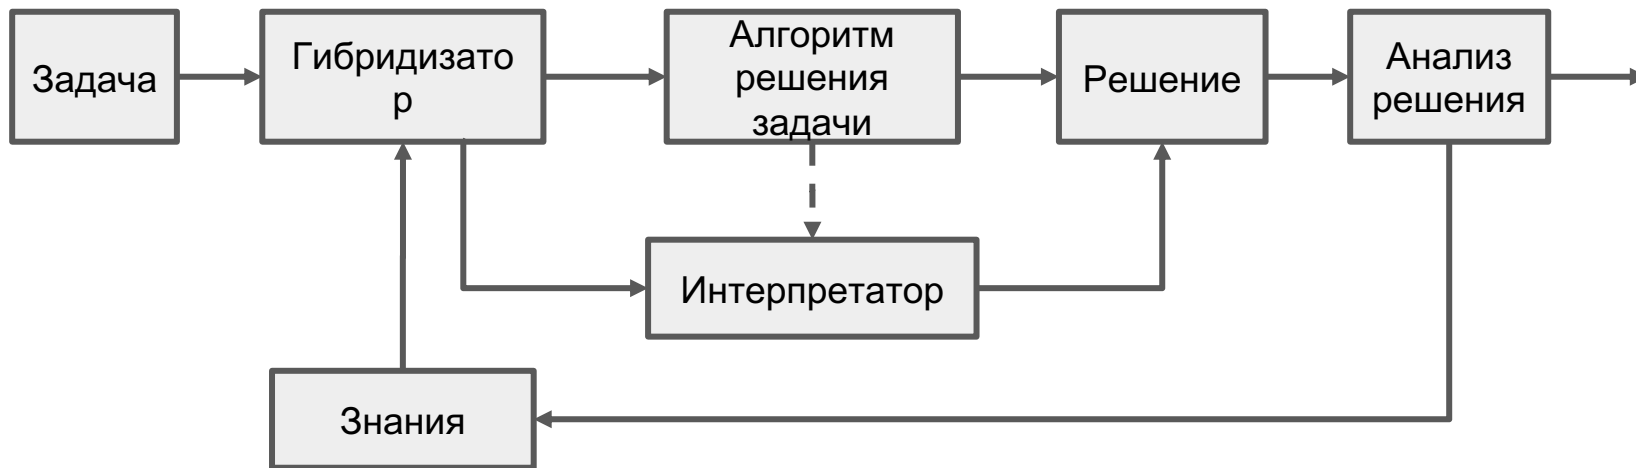 Задача
Гибридизато
р
Алгоритм
решения
задачи
Решение
Анализ
решения
Интерпретатор
Знания